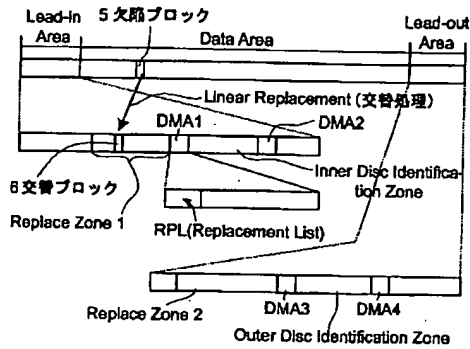 Lead-in
Area
5 欠陥ブロック
Data Area
Lead-out
Area
Linear Replacement (交替処理)
DMA1
DMA2
Inner Disc Identifica-
tion Zone
6 交替ブロック
Replace Zone 1
RPL(Replacement List)
Replace Zone 2
DMA3
DMA4
Outer Disc Identification Zone